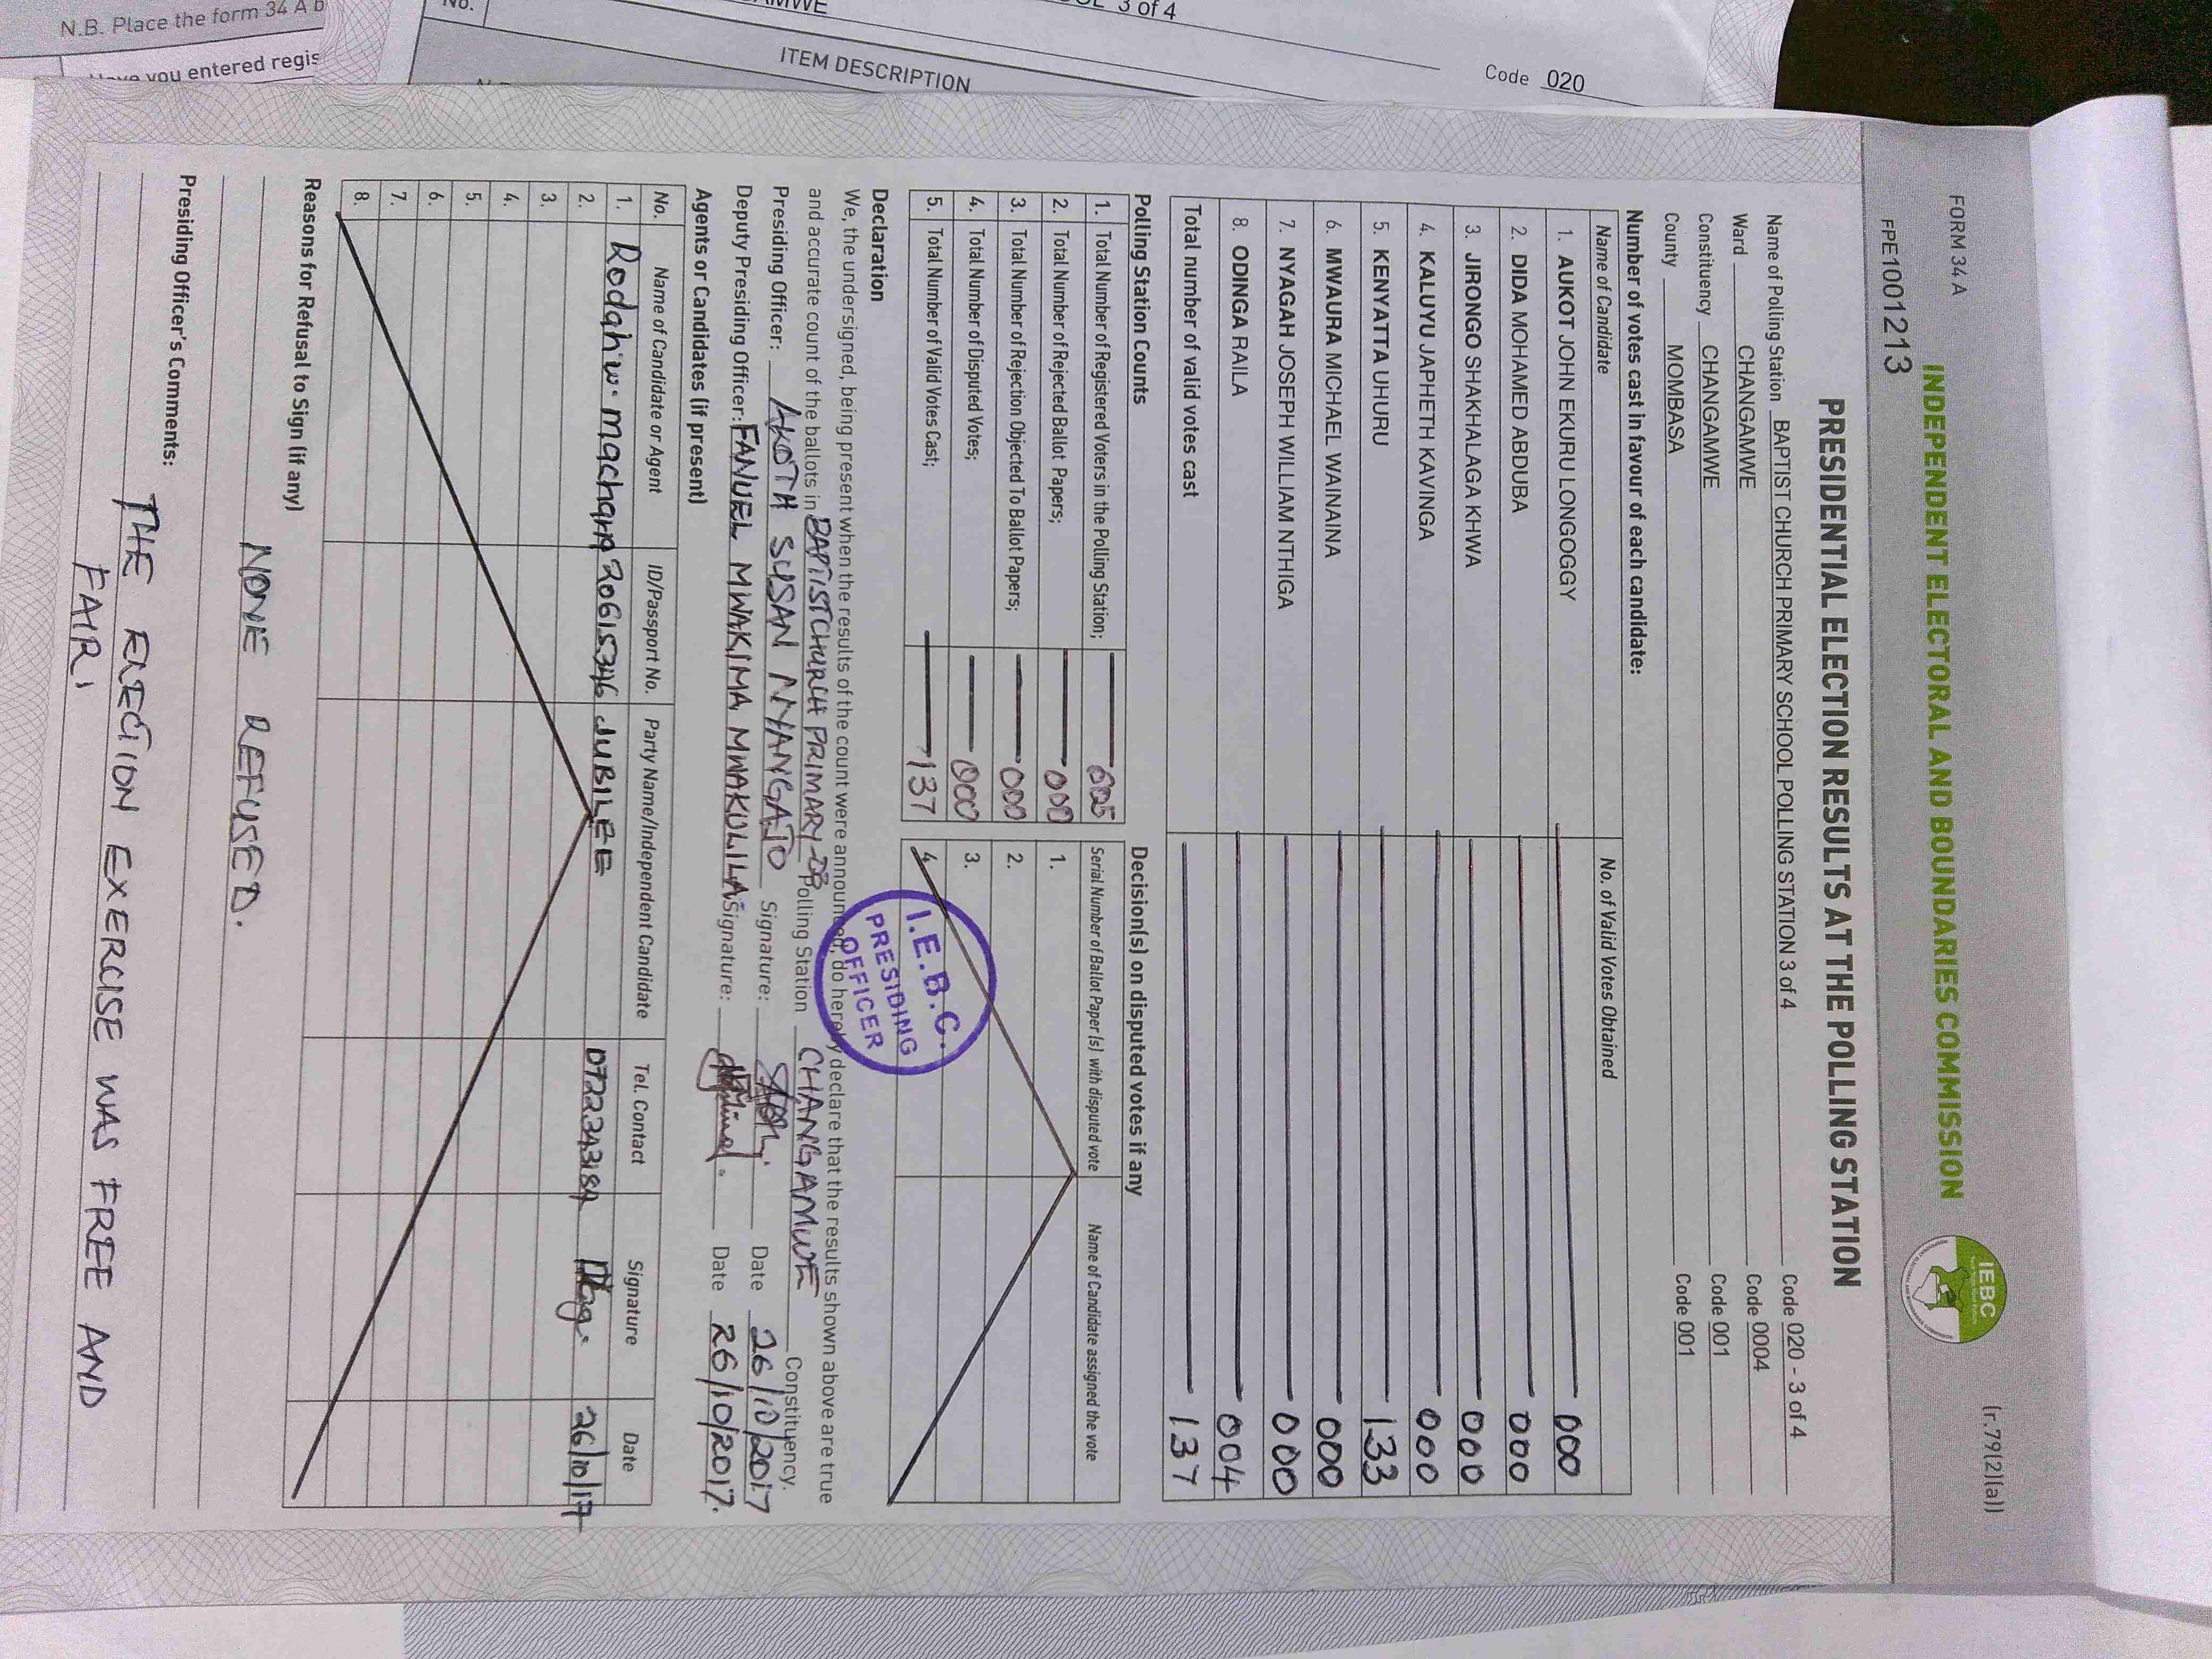 N.B. Place the form 34 A b
you entered regis
No.
AMWE
3 of 4
ITEM DESCRIPTION
Code 020
FORM 34A
(r.79(2)(a))
INDEPENDENT ELECTORAL AND BOUNDARIES COMMISSION
IEBC
FPE1001213
PRESIDENTIAL ELECTION RESULTS AT THE POLLING STATION
Name of Polling Station BAPTIST CHURCH PRIMARY SCHOOL POLLING STATION 3 of 4 Code 020 - 3 of 4
Ward CHANGAMWE Code 0004
Constituency CHANGAMWE Code 001
County MOMBASA Code 001
Number of votes cast in favour of each candidate:
Name of Candidate No. of Valid Votes Obtained
1. AUKOT JOHN EKURU LONGOGGY 000
2. DIDA MOHAMED ABDUBA 000
3. JIRONGO SHAKHALAGA KHWA 000
4. KALUYU JAPHETH KAVINGA 000
5. KENYATTA UHURU 133
6. MWAURA MICHAEL WAINAINA 000
7. NYAGAH JOSEPH WILLIAM NTHIGA 000
8. ODINGA RAILA 004
Total number of valid votes cast 137
Polling Station Counts
1. Total Number of Registered Voters in the Polling Station;
2. Total Number of Rejected Ballot Papers; 000
3. Total Number of Rejection Objected To Ballot Papers; 000
4. Total Number of Disputed Votes; 000
5. Total Number of Valid Votes Cast; 137
Decision(s) on disputed votes if any
Serial Number of Ballot Paper(s) with disputed vote Name of Candidate assigned the vote
1.
2.
3.
4.
I.E.B.C.
PRESIDING
OFFICER
Declaration
We, the undersigned, being present when the results of the count were announced, do hereby declare that the results shown above are true
and accurate count of the ballots in BAPTIST CHURCH PRIMARY Polling Station CHANGAMWE Constituency.
Presiding Officer: AKOTH SUSAN NYANGATO Signature: Date 26/10/2017
Deputy Presiding Officer: FANUEL MWAKIMA MWAKULILA Signature: Date 26/10/2017.
Agents or Candidates (if present)
No. Name of Candidate or Agent ID/Passport No. Party Name/Independent Candidate Tel. Contact Signature Date
1. JUBILEE 26/10/17
2.
3.
4.
5.
6.
7.
8.
Reasons for Refusal to Sign (if any)
NONE REFUSED.
Presiding Officer's Comments:
THE ERECTION EXERCISE WAS FREE AND
FAIR,